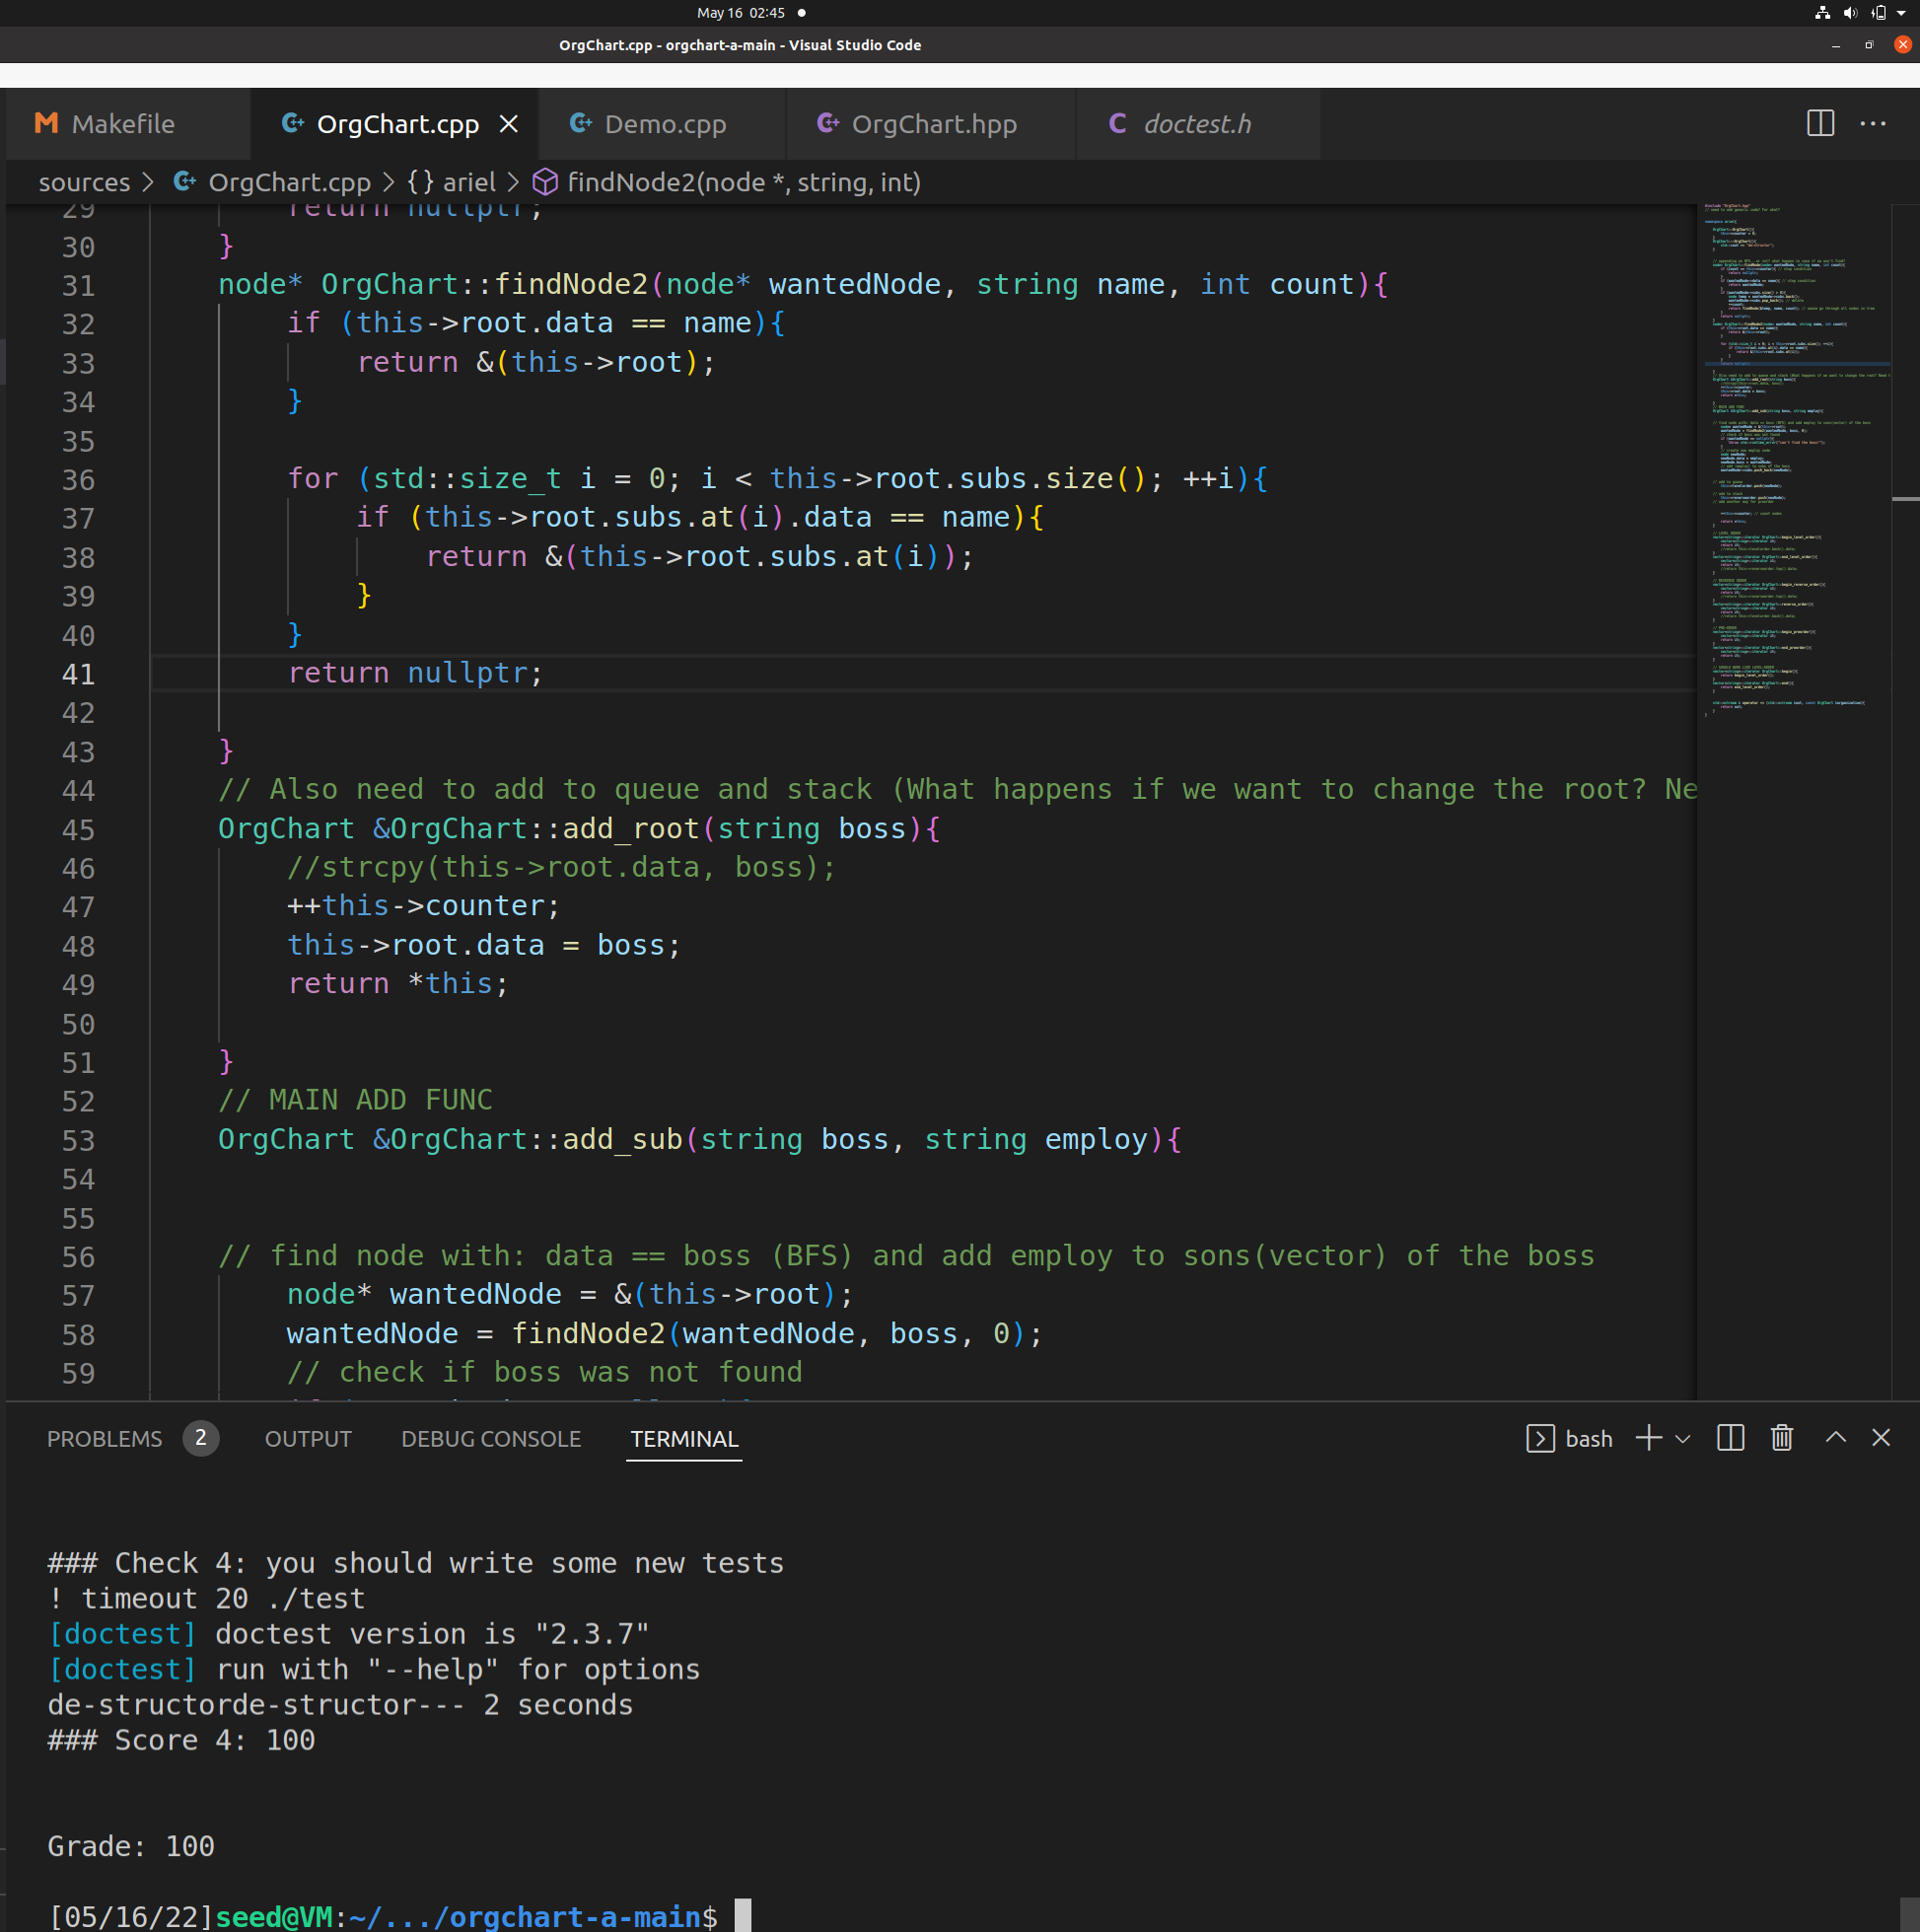 May 16 02:45
OrgChart.cpp - orgchart-a-main - Visual Studio Code
Makefile OrgChart.cpp Demo.cpp OrgChart.hpp doctest.h
sources > OrgChart.cpp > {} ariel > findNode2(node *, string, int)
29 return nullptr;
30 }
31 node* OrgChart::findNode2(node* wantedNode, string name, int count){
32 if (this->root.data == name){
33 return &(this->root);
34 }
35
36 for (std::size_t i = 0; i < this->root.subs.size(); ++i){
37 if (this->root.subs.at(i).data == name){
38 return &(this->root.subs.at(i));
39 }
40 }
41 return nullptr;
42
43 }
44 // Also need to add to queue and stack (What happens if we want to change the root? Ne
45 OrgChart &OrgChart::add_root(string boss){
46 //strcpy(this->root.data, boss);
47 ++this->counter;
48 this->root.data = boss;
49 return *this;
50
51 }
52 // MAIN ADD FUNC
53 OrgChart &OrgChart::add_sub(string boss, string employ){
54
55
56 // find node with: data == boss (BFS) and add employ to sons(vector) of the boss
57 node* wantedNode = &(this->root);
58 wantedNode = findNode2(wantedNode, boss, 0);
59 // check if boss was not found
PROBLEMS 2 OUTPUT DEBUG CONSOLE TERMINAL bash
### Check 4: you should write some new tests
! timeout 20 ./test
[doctest] doctest version is "2.3.7"
[doctest] run with "--help" for options
de-structorde-structor--- 2 seconds
### Score 4: 100
Grade: 100
[05/16/22]seed@VM:~/.../orgchart-a-main$